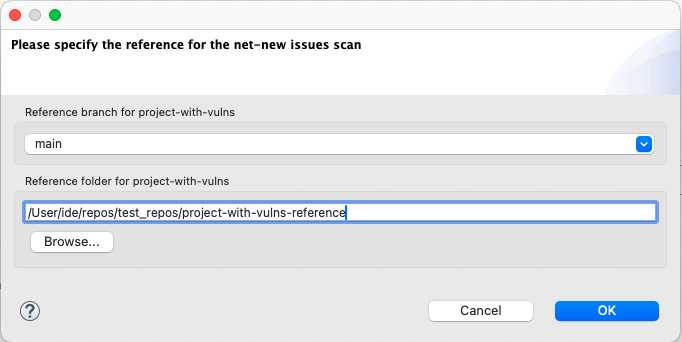 Please specify the reference for the net-new issues scan
Reference branch for project-with-vulns
main
Reference folder for project-with-vulns
/User/ide/repos/test_repos/project-with-vulns-reference
Browse...
?
Cancel
OK